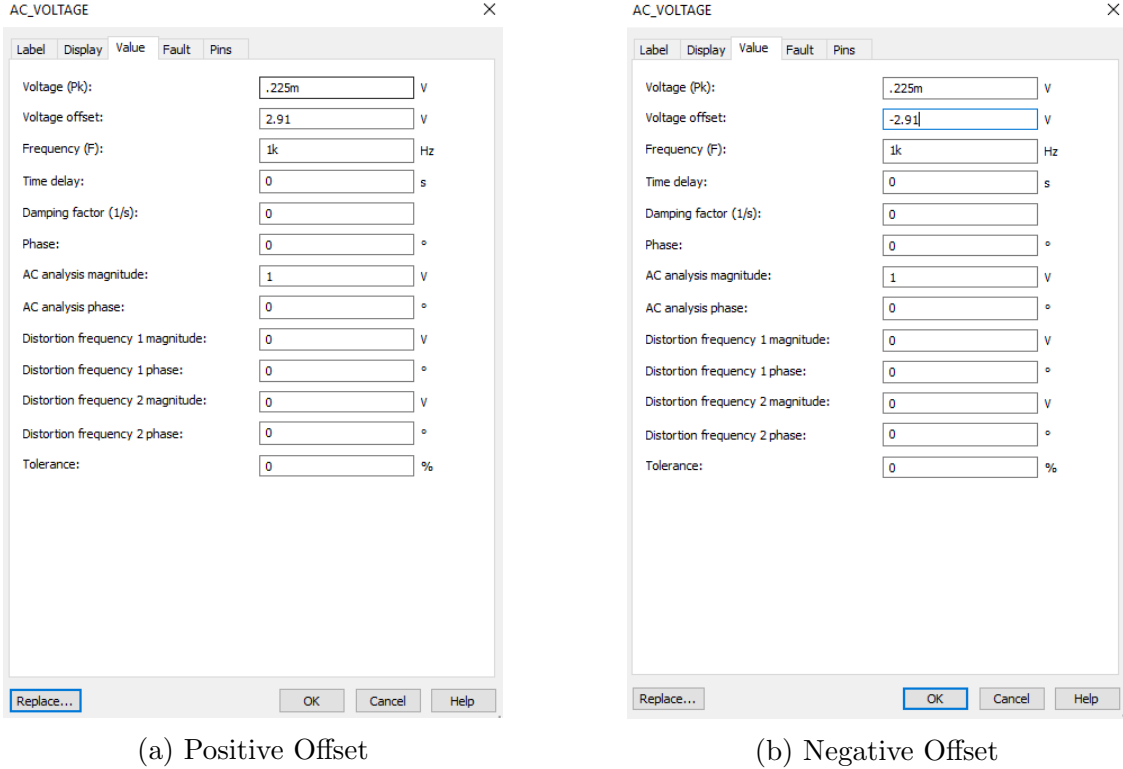 AC_VOLTAGE
Label Display Value Fault Pins
Voltage (Pk): .225m V
Voltage offset: 2.91 V
Frequency (F): 1k Hz
Time delay: 0 s
Damping factor (1/s): 0
Phase: 0 °
AC analysis magnitude: 1 V
AC analysis phase: 0 °
Distortion frequency 1 magnitude: 0 V
Distortion frequency 1 phase: 0 °
Distortion frequency 2 magnitude: 0 V
Distortion frequency 2 phase: 0 °
Tolerance: 0 %
Replace... OK Cancel Help
(a) Positive Offset
AC_VOLTAGE
Label Display Value Fault Pins
Voltage (Pk): .225m V
Voltage offset: -2.91 V
Frequency (F): 1k Hz
Time delay: 0 s
Damping factor (1/s): 0
Phase: 0 °
AC analysis magnitude: 1 V
AC analysis phase: 0 °
Distortion frequency 1 magnitude: 0 V
Distortion frequency 1 phase: 0 °
Distortion frequency 2 magnitude: 0 V
Distortion frequency 2 phase: 0 °
Tolerance: 0 %
Replace... OK Cancel Help
(b) Negative Offset